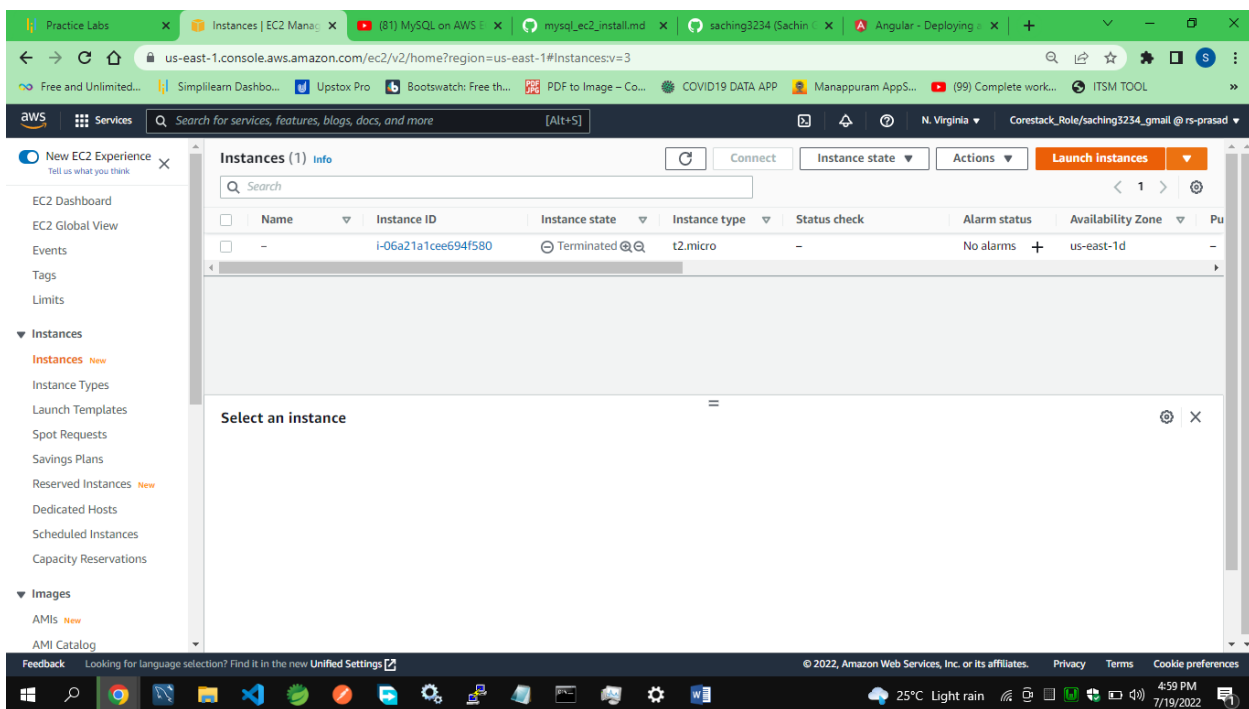 Practice Labs
Instances | EC2 Manag
(81) MySQL on AWS E
mysql_ec2_install.md
saching3234 (Sachin
Angular - Deploying a
us-east-1.console.aws.amazon.com/ec2/v2/home?region=us-east-1#Instances:v=3
S
Free and Unlimited...
Simplilearn Dashbo...
Upstox Pro
Bootswatch: Free th...
PDF to Image – Co...
COVID19 DATA APP
Manappuram AppS...
(99) Complete work...
ITSM TOOL
»
aws
Services
Search for services, features, blogs, docs, and more
[Alt+S]
N. Virginia
Corestack_Role/saching3234_gmail @ rs-prasad
New EC2 Experience
Tell us what you think
EC2 Dashboard
EC2 Global View
Events
Tags
Limits
Instances
Instances New
Instance Types
Launch Templates
Spot Requests
Savings Plans
Reserved Instances New
Dedicated Hosts
Scheduled Instances
Capacity Reservations
Images
AMIs New
AMI Catalog
Instances (1) Info
Connect
Instance state
Actions
Launch instances
Search
1
Name
Instance ID
Instance state
Instance type
Status check
Alarm status
Availability Zone
Pu
–
i-06a21a1cee694f580
Terminated
t2.micro
–
No alarms +
us-east-1d
–
Select an instance
Feedback
Looking for language selection? Find it in the new Unified Settings
© 2022, Amazon Web Services, Inc. or its affiliates.
Privacy
Terms
Cookie preferences
25°C Light rain
4:59 PM
7/19/2022